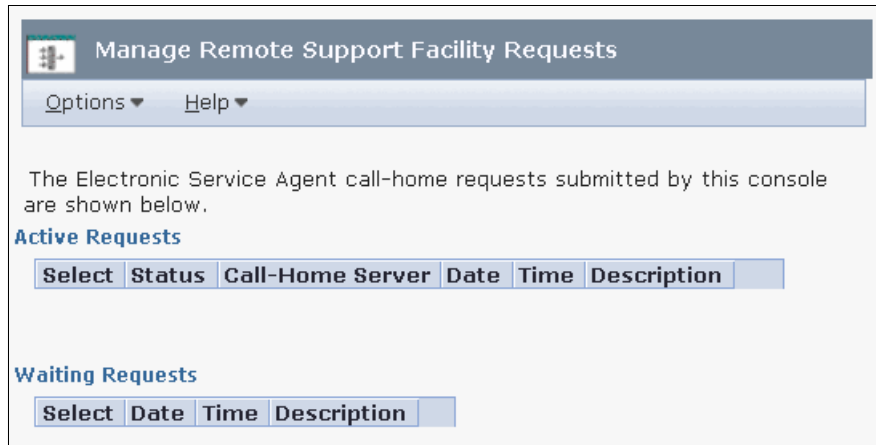 Manage Remote Support Facility Requests
Options Help
The Electronic Service Agent call-home requests submitted by this console
are shown below.
Active Requests
Select Status Call-Home Server Date Time Description
Waiting Requests
Select Date Time Description